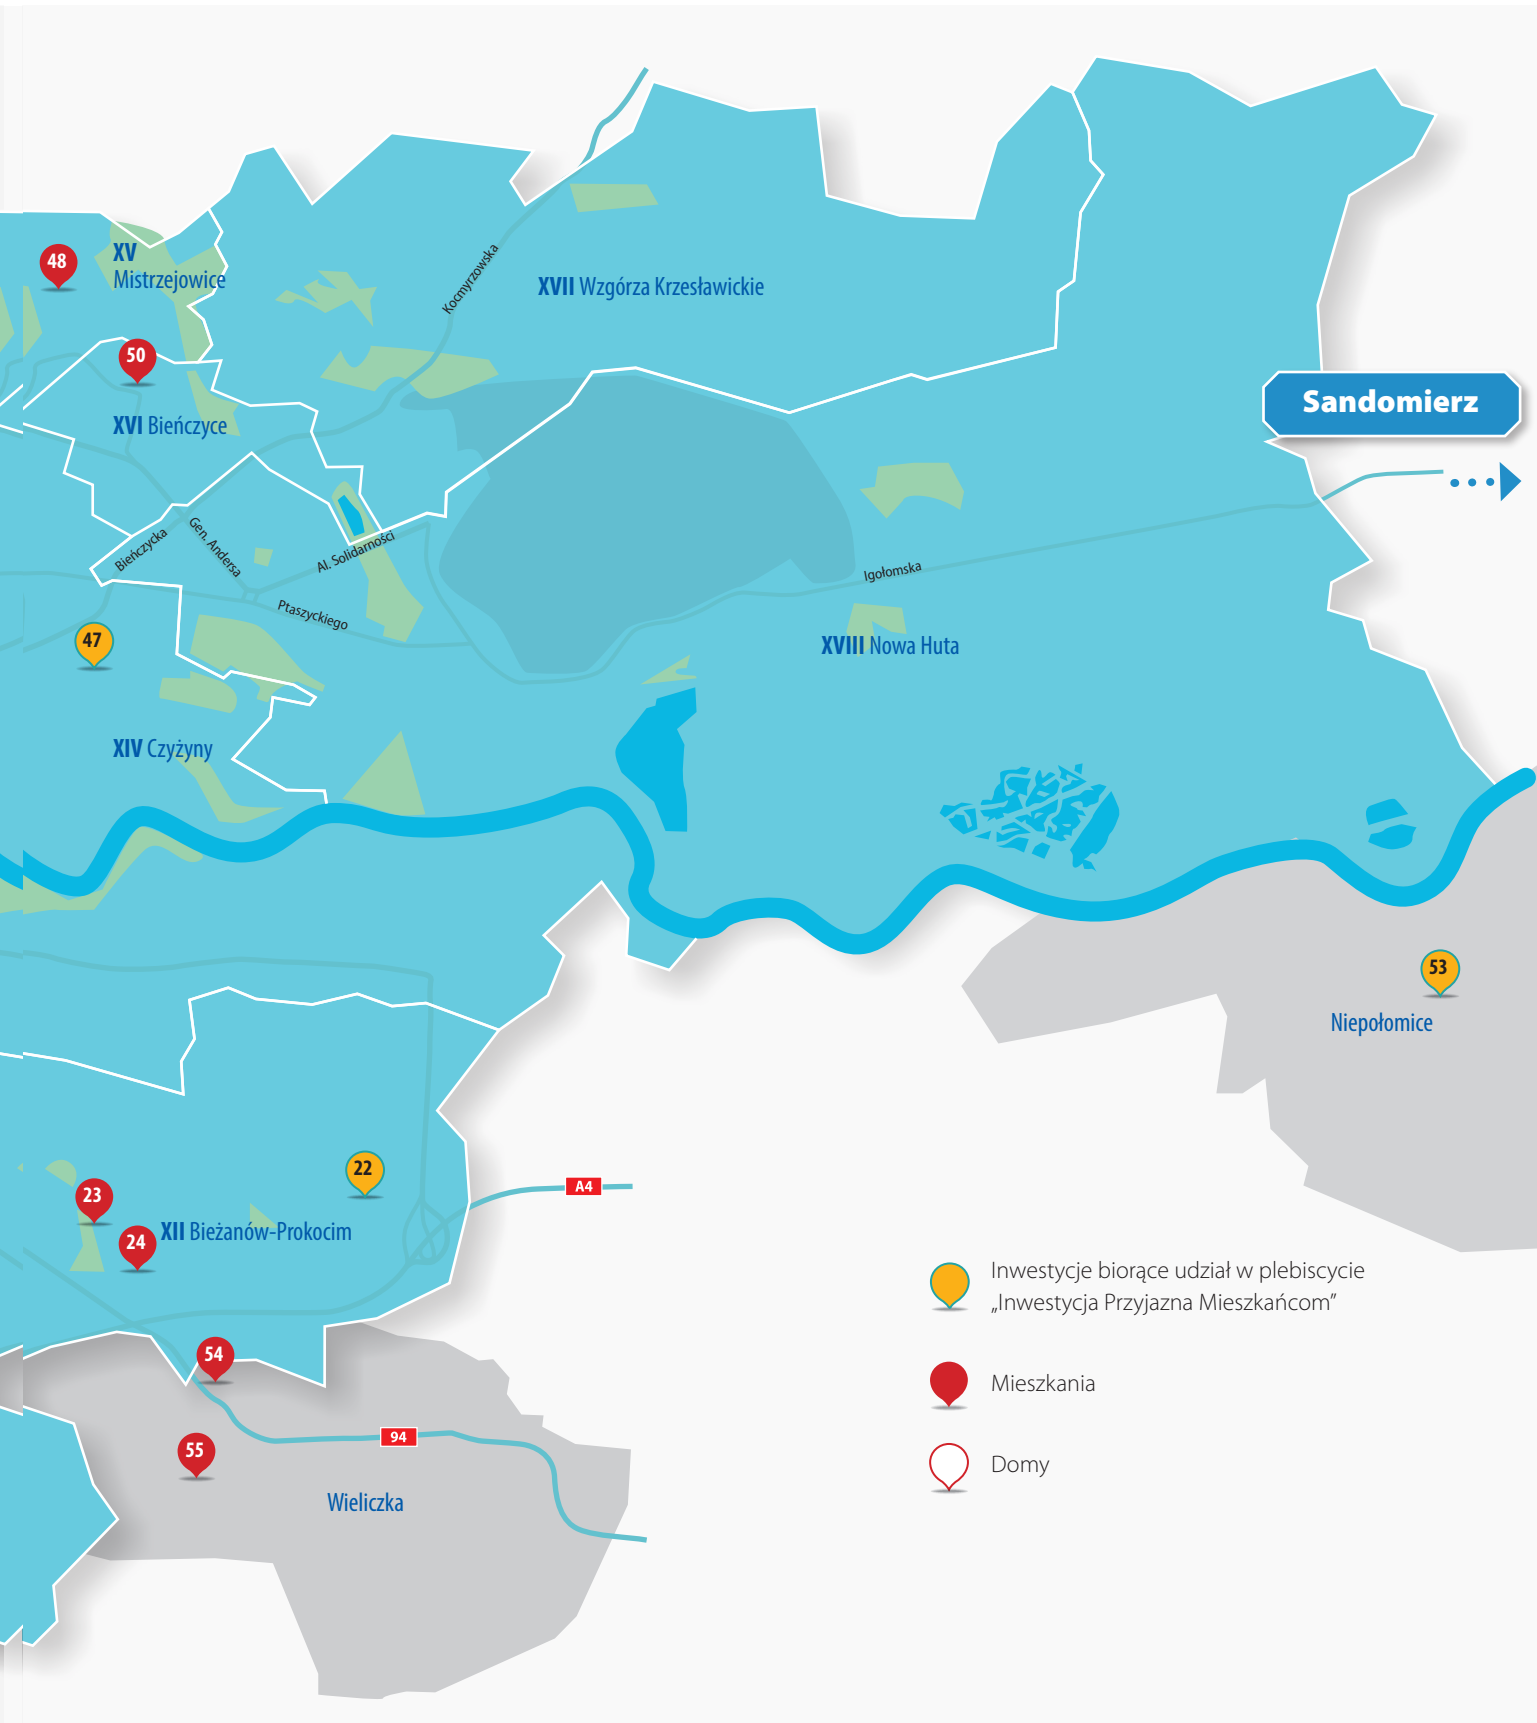 48
XV
Mistrzejowice
Kocmyrzowska
XVII Wzgórza Krzesławickie
50
Sandomierz
XVI Bieńczyce
Bieńczycka
Gen. Andersa
Al. Solidarności
Igołomska
Ptaszyckiego
47
XVIII Nowa Huta
XIV Czyżyny
53
Niepołomice
22
23
A4
24
XII Bieżanów-Prokocim
Inwestycje biorące udział w plebiscycie
„Inwestycja Przyjazna Mieszkańcom”
54
Mieszkania
94
55
Domy
Wieliczka